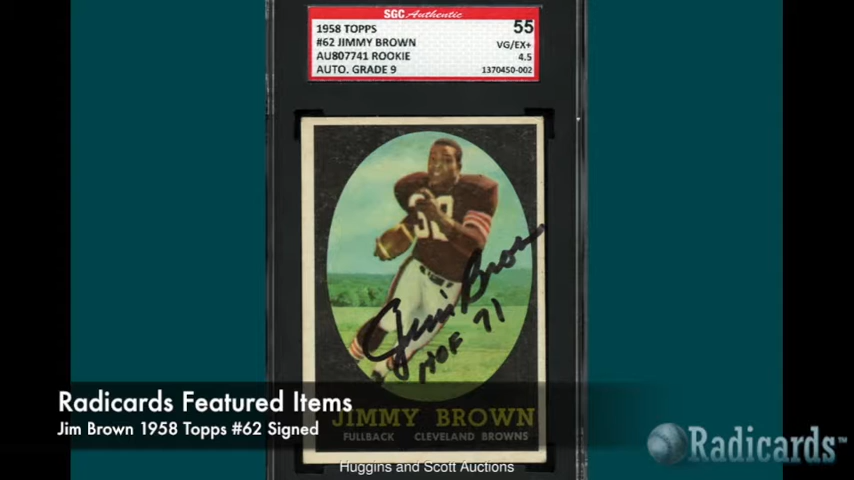 SGC Authentic
1958 TOPPS 55
#62 JIMMY BROWN VG/EX+
AU807741 ROOKIE 4.5
AUTO. GRADE 9 1370450-002
32
Jim Brown
HOF 71
Radicards Featured Items
Jim Brown 1958 Topps #62 Signed
JIMMY BROWN
FULLBACK CLEVELAND BROWNS
Radicards™
Huggins and Scott Auctions